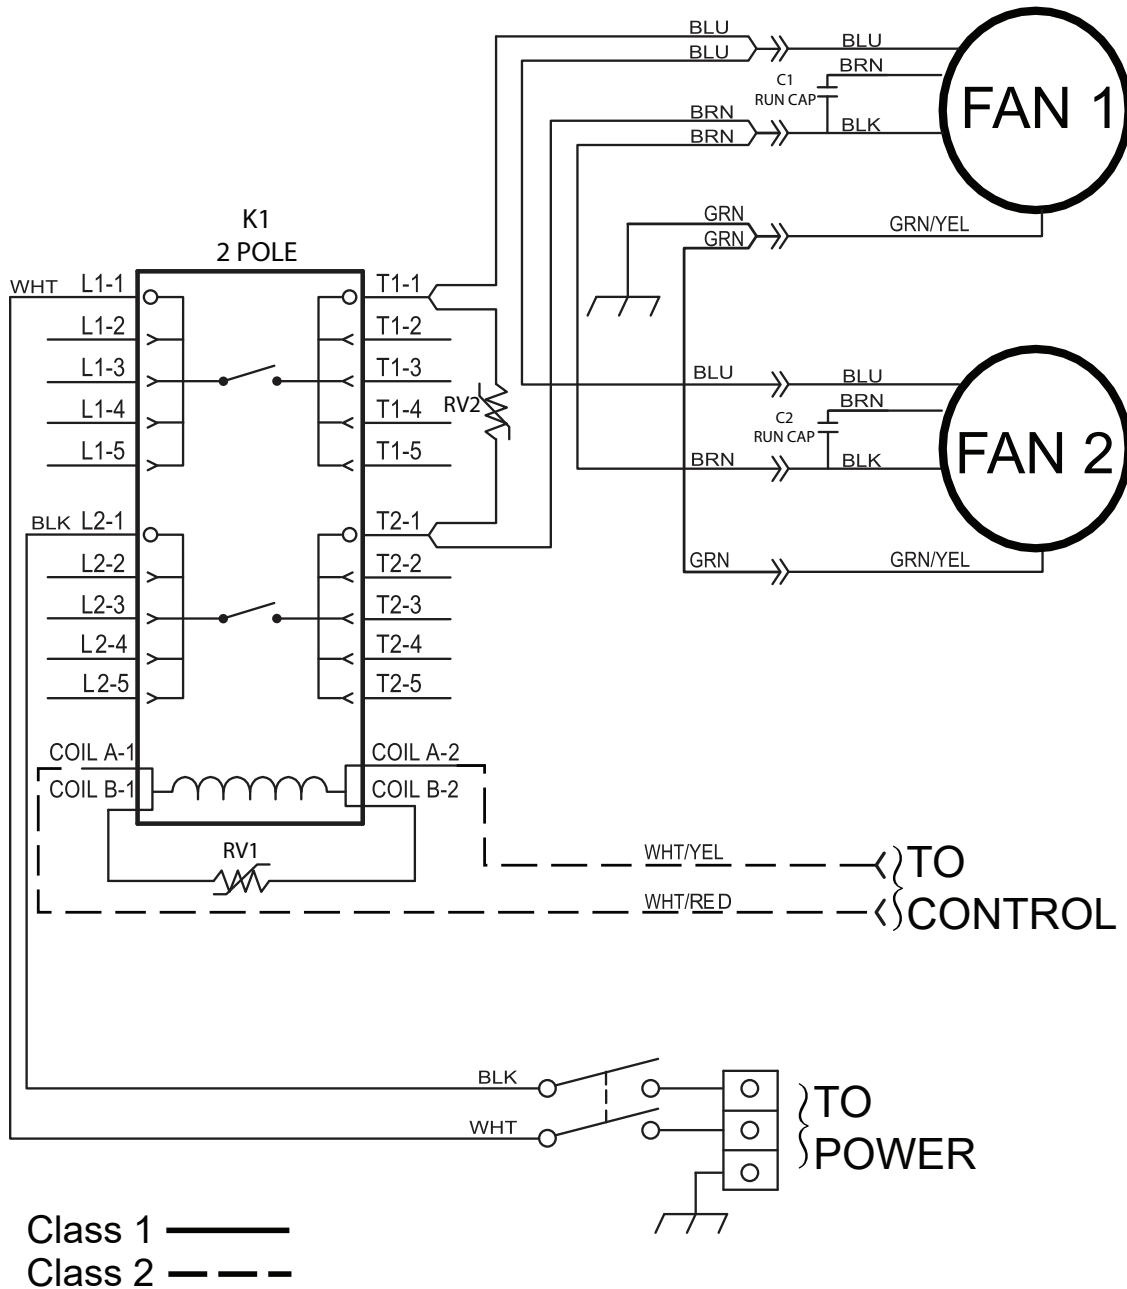 BLU
BLU
BLU
BRN
C1
RUN CAP
BRN
BRN
BLK
FAN 1
GRN
GRN
GRN/YEL
K1
2 POLE
WHT
L1-1
L1-2
L1-3
L1-4
L1-5
T1-1
T1-2
T1-3
T1-4
T1-5
RV2
BLU
BLU
BRN
C2
RUN CAP
BRN
BLK
FAN 2
GRN
GRN/YEL
BLK
L2-1
L2-2
L2-3
L2-4
L2-5
T2-1
T2-2
T2-3
T2-4
T2-5
COIL A-1
COIL B-1
COIL A-2
COIL B-2
RV1
WHT/YEL
WHT/RED
TO
CONTROL
BLK
WHT
TO
POWER
Class 1
Class 2